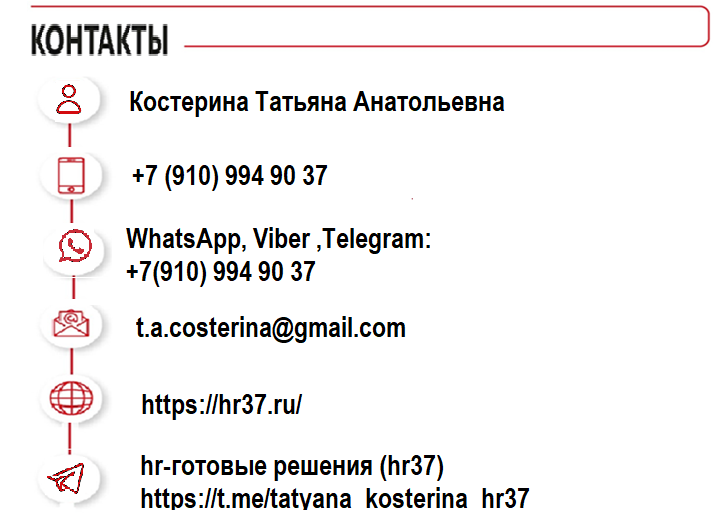 КОНТАКТЫ
Костерина Татьяна Анатольевна
+7 (910) 994 90 37
WhatsApp, Viber ,Telegram:
+7(910) 994 90 37
t.a.costerina@gmail.com
https://hr37.ru/
hr-готовые решения (hr37)
https://t.me/tatyana_kosterina_hr37